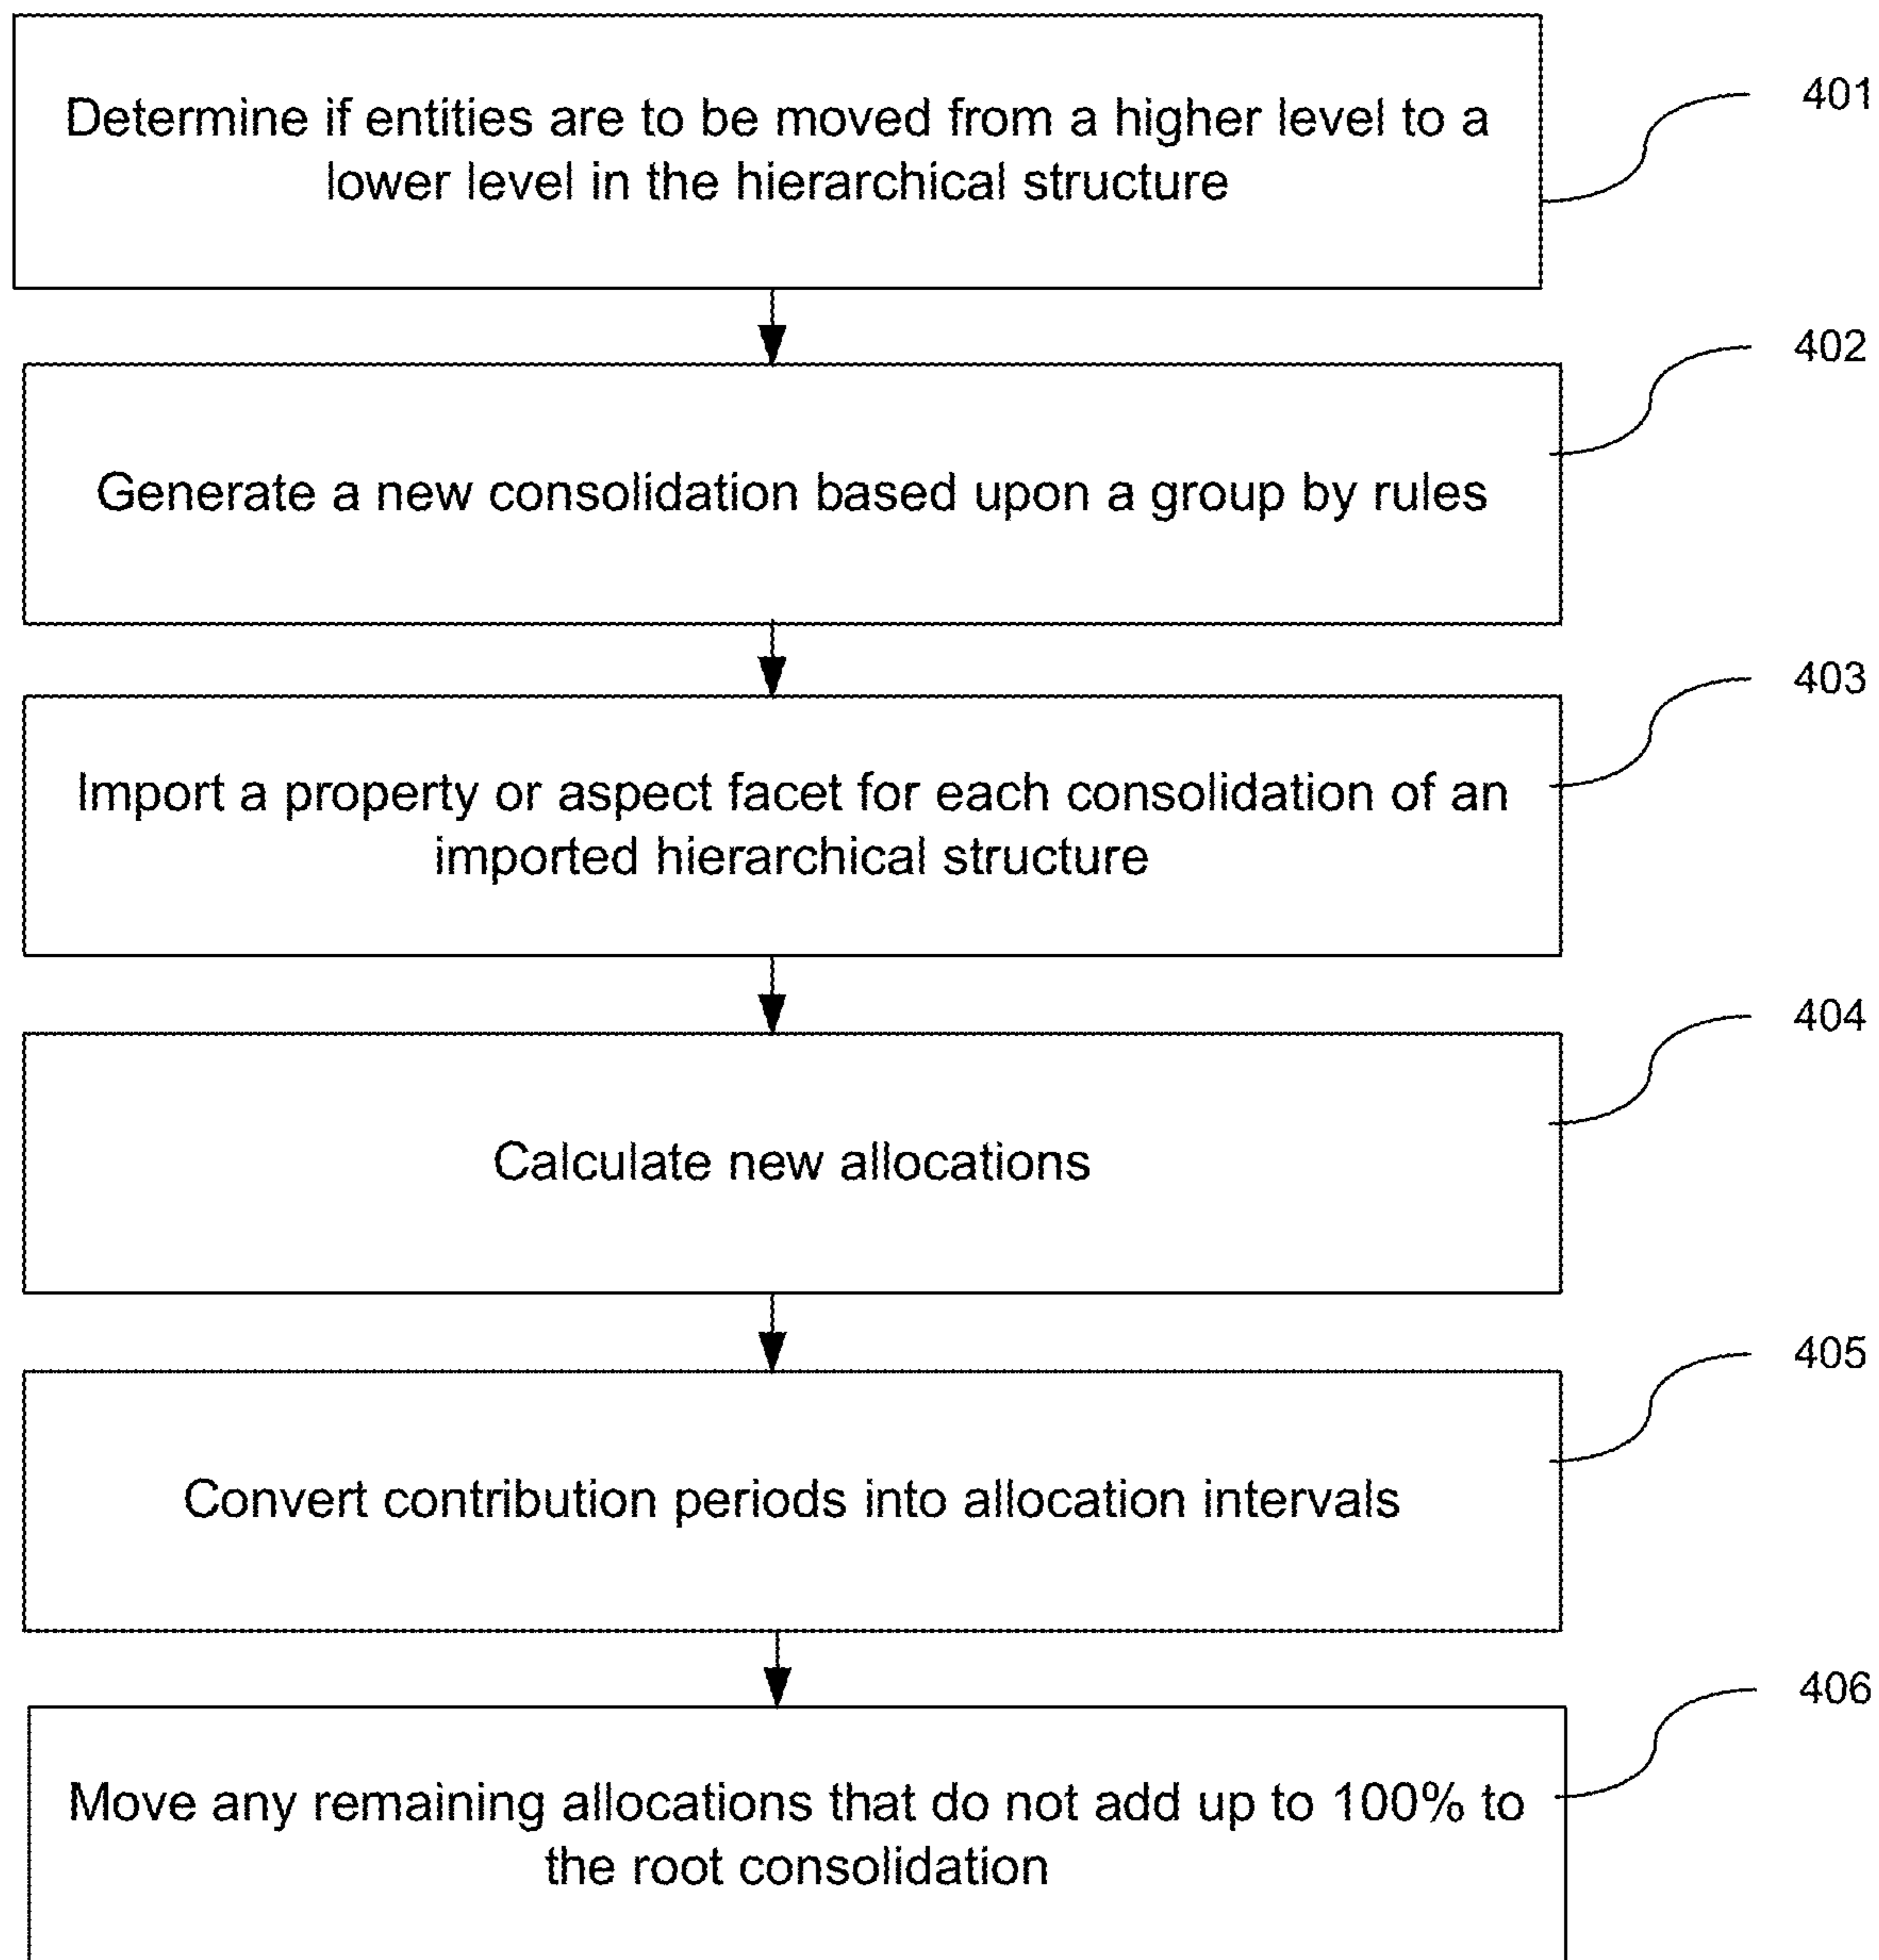 Determine if entities are to be moved from a higher level to a
lower level in the hierarchical structure
401
Generate a new consolidation based upon a group by rules
402
Import a property or aspect facet for each consolidation of an
imported hierarchical structure
403
Calculate new allocations
404
Convert contribution periods into allocation intervals
405
Move any remaining allocations that do not add up to 100% to
the root consolidation
406